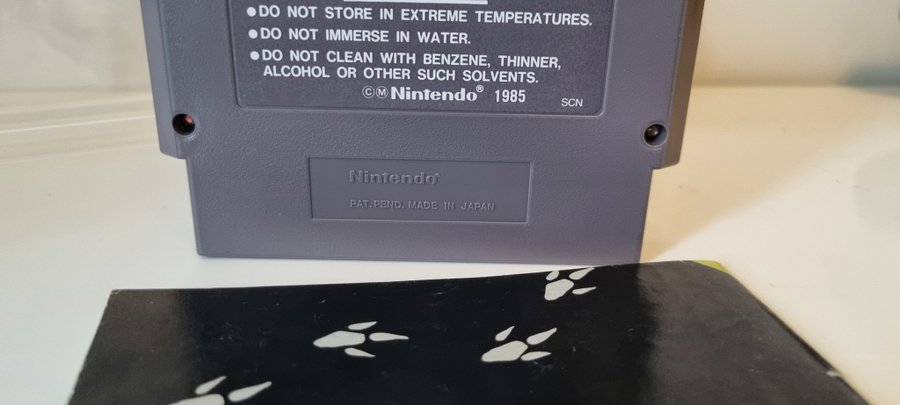 ●DO NOT STORE IN EXTREME TEMPERATURES.
●DO NOT IMMERSE IN WATER.
●DO NOT CLEAN WITH BENZENE, THINNER,
ALCOHOL OR OTHER SUCH SOLVENTS.
©Ⓜ Nintendo® 1985
SCN
Nintendo®
PAT. PEND. MADE IN JAPAN